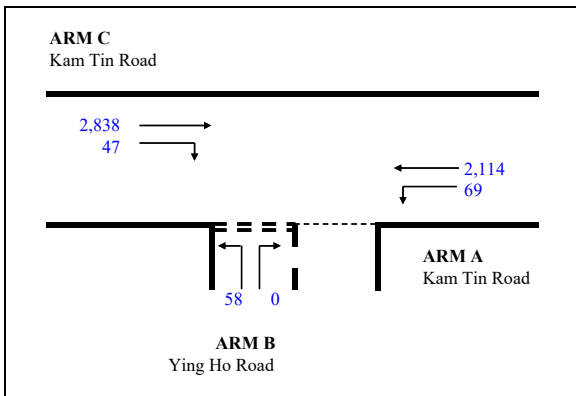 ARM C
Kam Tin Road
2,838
47
2,114
69
ARM A
Kam Tin Road
58 0
ARM B
Ying Ho Road